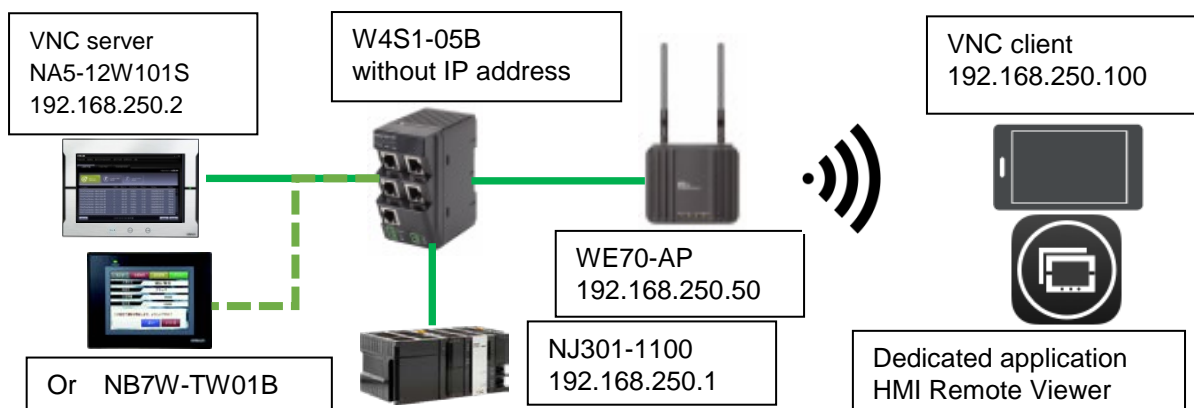 VNC server
NA5-12W101S
192.168.250.2
W4S1-05B
without IP address
VNC client
192.168.250.100
WE70-AP
192.168.250.50
Or NB7W-TW01B
NJ301-1100
192.168.250.1
Dedicated application
HMI Remote Viewer